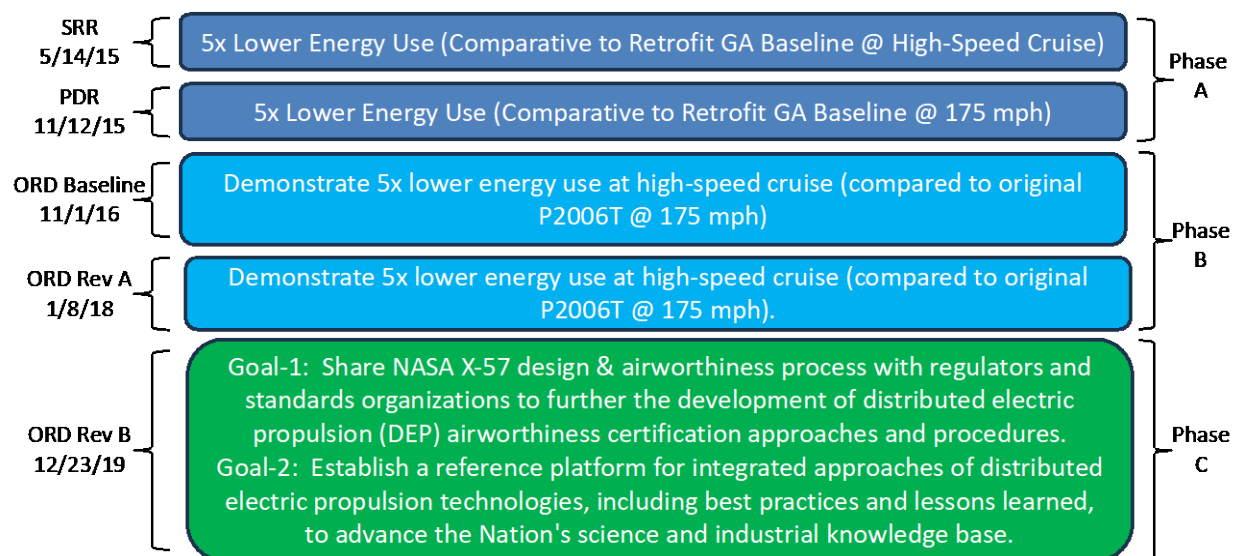 SRR
5/14/15
5x Lower Energy Use (Comparative to Retrofit GA Baseline @ High-Speed Cruise)
Phase
A
PDR
11/12/15
5x Lower Energy Use (Comparative to Retrofit GA Baseline @ 175 mph)
ORD Baseline
11/1/16
Demonstrate 5x lower energy use at high-speed cruise (compared to original
P2006T @ 175 mph)
Phase
B
ORD Rev A
1/8/18
Demonstrate 5x lower energy use at high-speed cruise (compared to original
P2006T @ 175 mph).
ORD Rev B
12/23/19
Goal-1:  Share NASA X-57 design & airworthiness process with regulators and
standards organizations to further the development of distributed electric
propulsion (DEP) airworthiness certification approaches and procedures.
Goal-2:  Establish a reference platform for integrated approaches of distributed
electric propulsion technologies, including best practices and lessons learned,
to advance the Nation's science and industrial knowledge base.
Phase
C